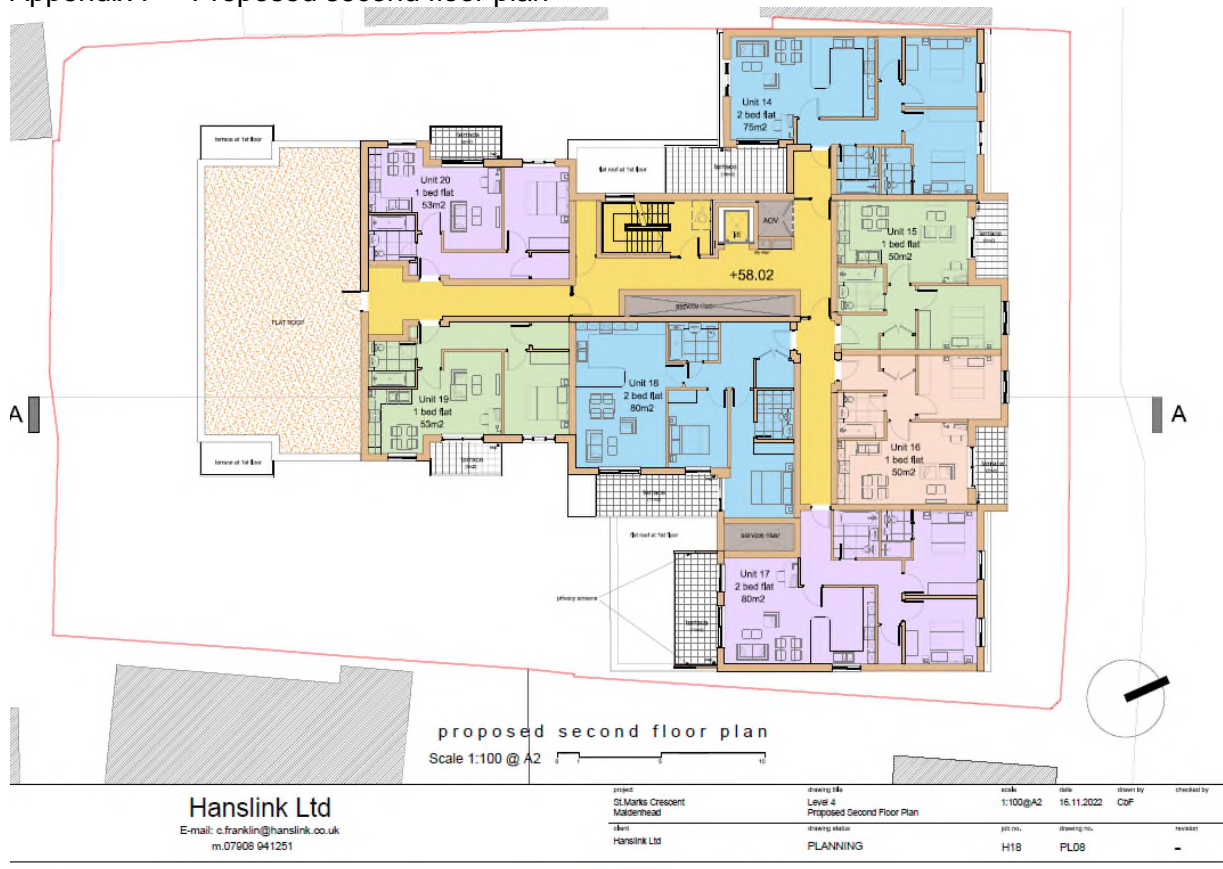 Proposed second floor plan
Unit 14
2 bed flat
75m2
terrace at 1st floor
terrace
Unit 20
1 bed flat
53m2
flat roof at 1st floor
terrace
AOV
lift
Unit 15
1 bed flat
50m2
terrace
+58.02
service riser
FLAT ROOF
Unit 19
1 bed flat
53m2
Unit 18
2 bed flat
80m2
A
A
Unit 16
1 bed flat
50m2
terrace
terrace at 1st floor
terrace
terrace
flat roof at 1st floor
service riser
Unit 17
2 bed flat
80m2
privacy screens
terrace
proposed second floor plan
Scale 1:100 @ A2
0 1 5 10
Hanslink Ltd
E-mail: c.franklin@hanslink.co.uk
m.07908 941251
project
St.Marks Crescent
Maidenhead
client
Hanslink Ltd
drawing title
Level 4
Proposed Second Floor Plan
drawing status
PLANNING
scale
1:100@A2
date
16.11.2022
drawn by
CbF
checked by
job no.
H18
drawing no.
PL08
revision
-